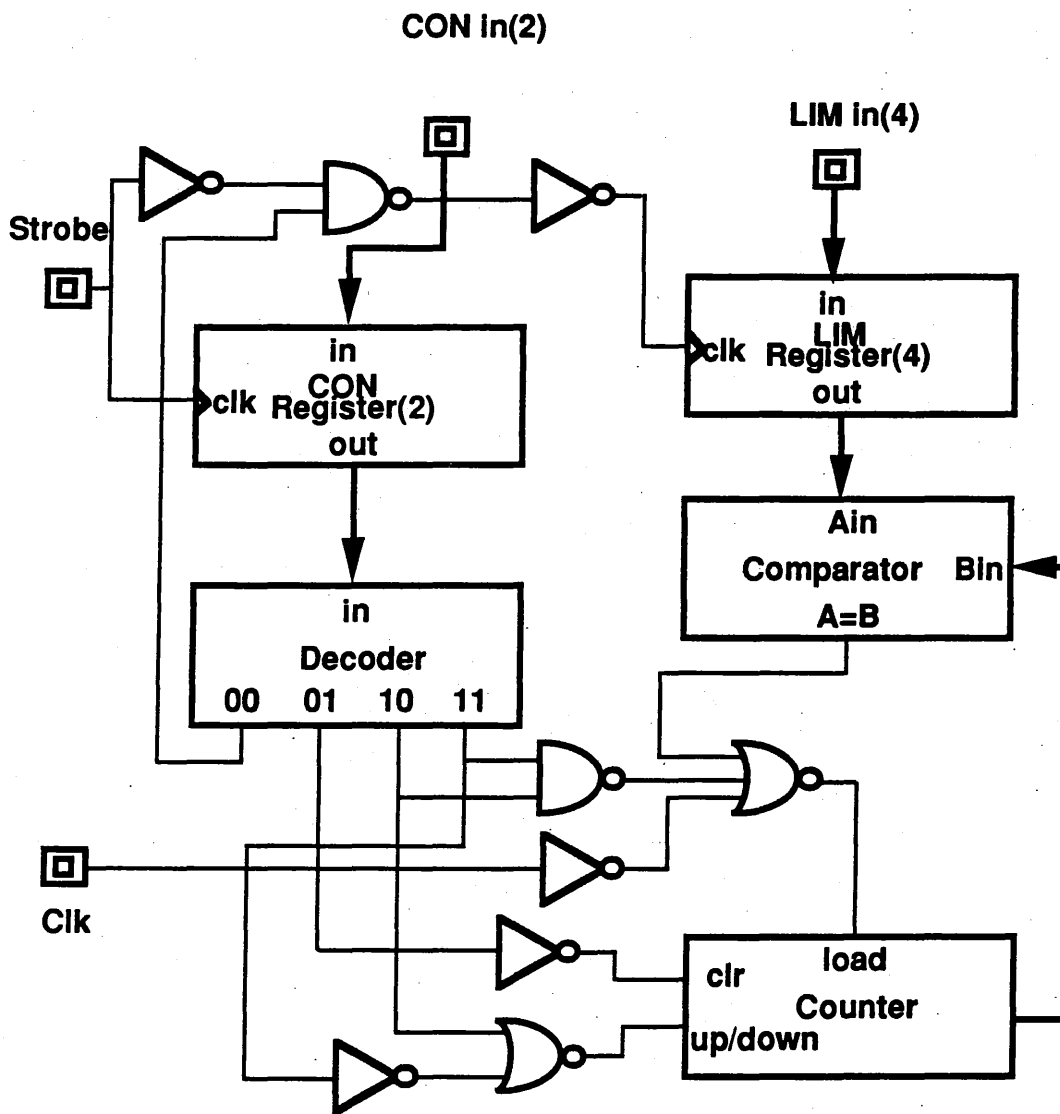 CON in(2)
LIM in(4)
Strobe
in
CON
clk Register(2)
out
in
LIM
clk Register(4)
out
Ain
Comparator Bin
A=B
in
Decoder
00 01 10 11
Clk
load
clr
Counter
up/down